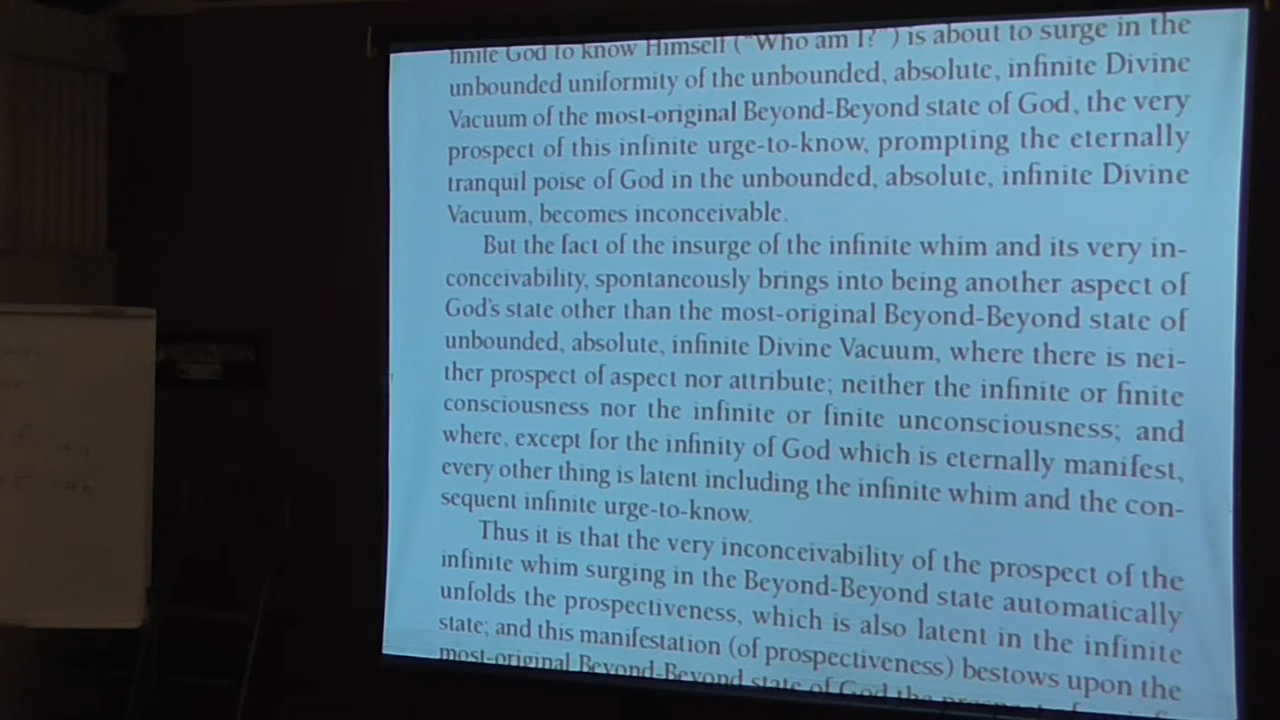 finite God to know Himself ("Who am I?") is about to surge in the
unbounded uniformity of the unbounded, absolute, infinite Divine
Vacuum of the most-original Beyond-Beyond state of God, the very
prospect of this infinite urge-to-know, prompting the eternally
tranquil poise of God in the unbounded, absolute, infinite Divine
Vacuum, becomes inconceivable.
But the fact of the insurge of the infinite whim and its very in-
conceivability, spontaneously brings into being another aspect of
God's state other than the most-original Beyond-Beyond state of
unbounded, absolute, infinite Divine Vacuum, where there is nei-
ther prospect of aspect nor attribute; neither the infinite or finite
consciousness nor the infinite or finite unconsciousness; and
where, except for the infinity of God which is eternally manifest,
every other thing is latent including the infinite whim and the con-
sequent infinite urge-to-know.
Thus it is that the very inconceivability of the prospect of the
infinite whim surging in the Beyond-Beyond state automatically
unfolds the prospectiveness, which is also latent in the infinite
state; and this manifestation (of prospectiveness) bestows upon the
most-original Beyond-Beyond state of God the